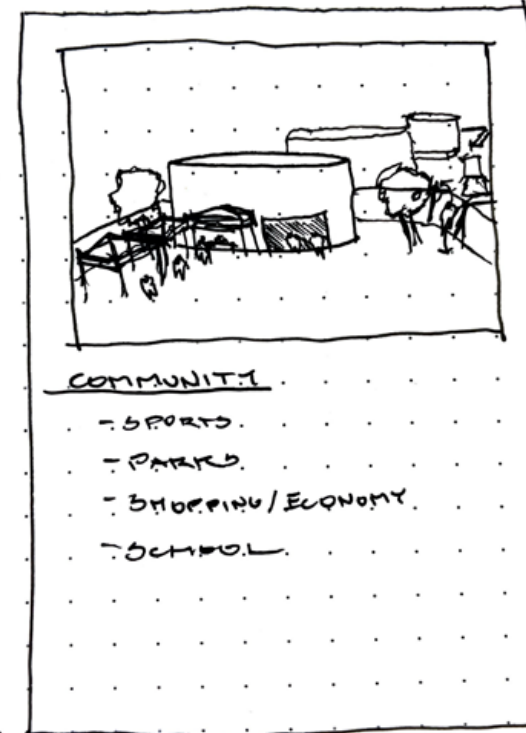 COMMUNITY
- SPORTS
- PARKS
- SHOPPING/ECONOMY
- SCHOOL